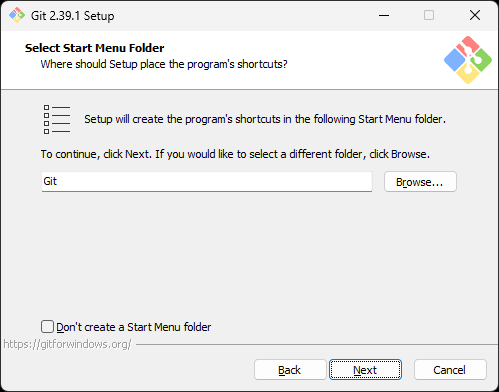 Git 2.39.1 Setup
Select Start Menu Folder
Where should Setup place the program's shortcuts?
Setup will create the program's shortcuts in the following Start Menu folder.
To continue, click Next. If you would like to select a different folder, click Browse.
Git
Browse...
Don't create a Start Menu folder
https://gitforwindows.org/
Back
Next
Cancel